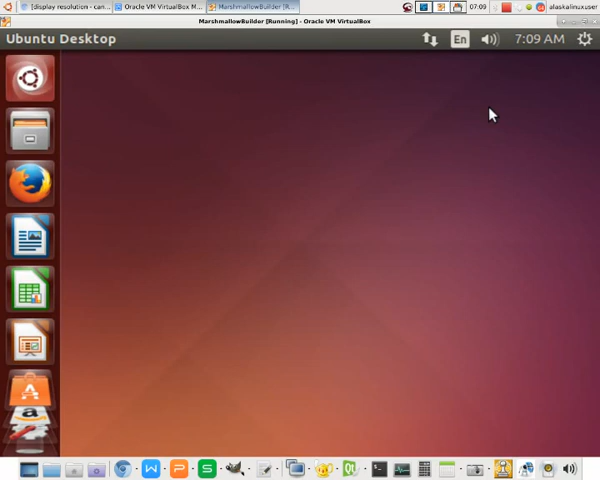 [display resolution - can...
Oracle VM VirtualBox M...
MarshmallowBuilder [R...
07:09
alaskalinuxuser
MarshmallowBuilder [Running] - Oracle VM VirtualBox
Ubuntu Desktop
En
7:09 AM
W
P
S